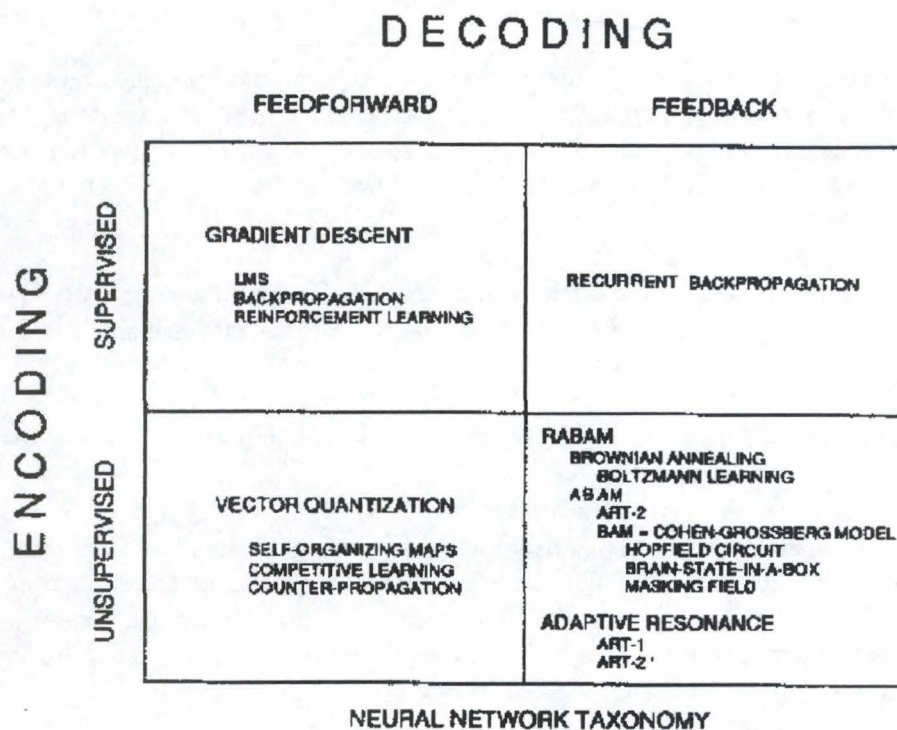 DECODING
FEEDFORWARD FEEDBACK
ENCODING
SUPERVISED
GRADIENT DESCENT
LMS
BACKPROPAGATION
REINFORCEMENT LEARNING
RECURRENT BACKPROPAGATION
UNSUPERVISED
VECTOR QUANTIZATION
SELF-ORGANIZING MAPS
COMPETITIVE LEARNING
COUNTER-PROPAGATION
RABAM
BROWNIAN ANNEALING
BOLTZMANN LEARNING
ABAM
ART-2
BAM - COHEN-GROSSBERG MODEL
HOPFIELD CIRCUIT
BRAIN-STATE-IN-A-BOX
MASKING FIELD
ADAPTIVE RESONANCE
ART-1
ART-2'
NEURAL NETWORK TAXONOMY